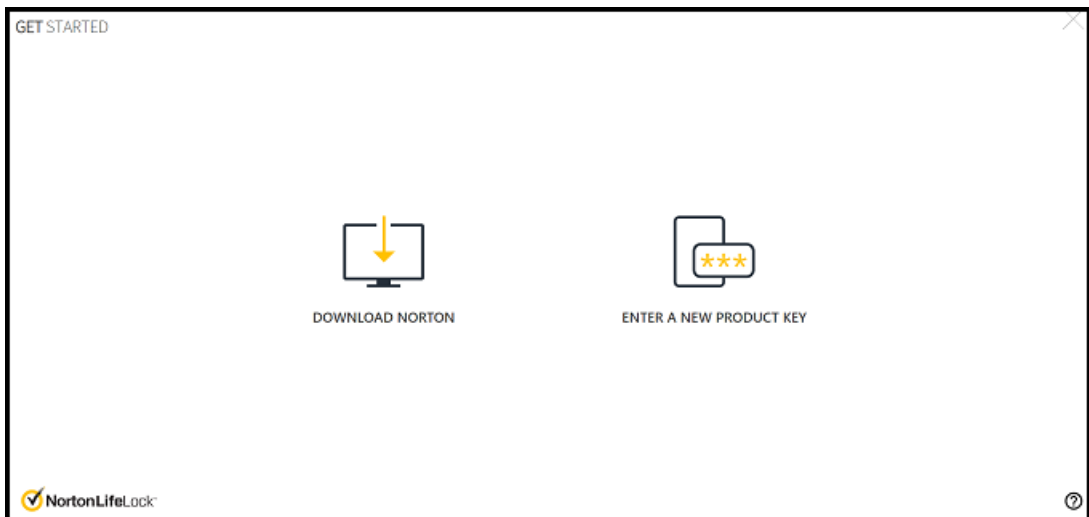 GET STARTED
***
DOWNLOAD NORTON
ENTER A NEW PRODUCT KEY
NortonLifeLock
?